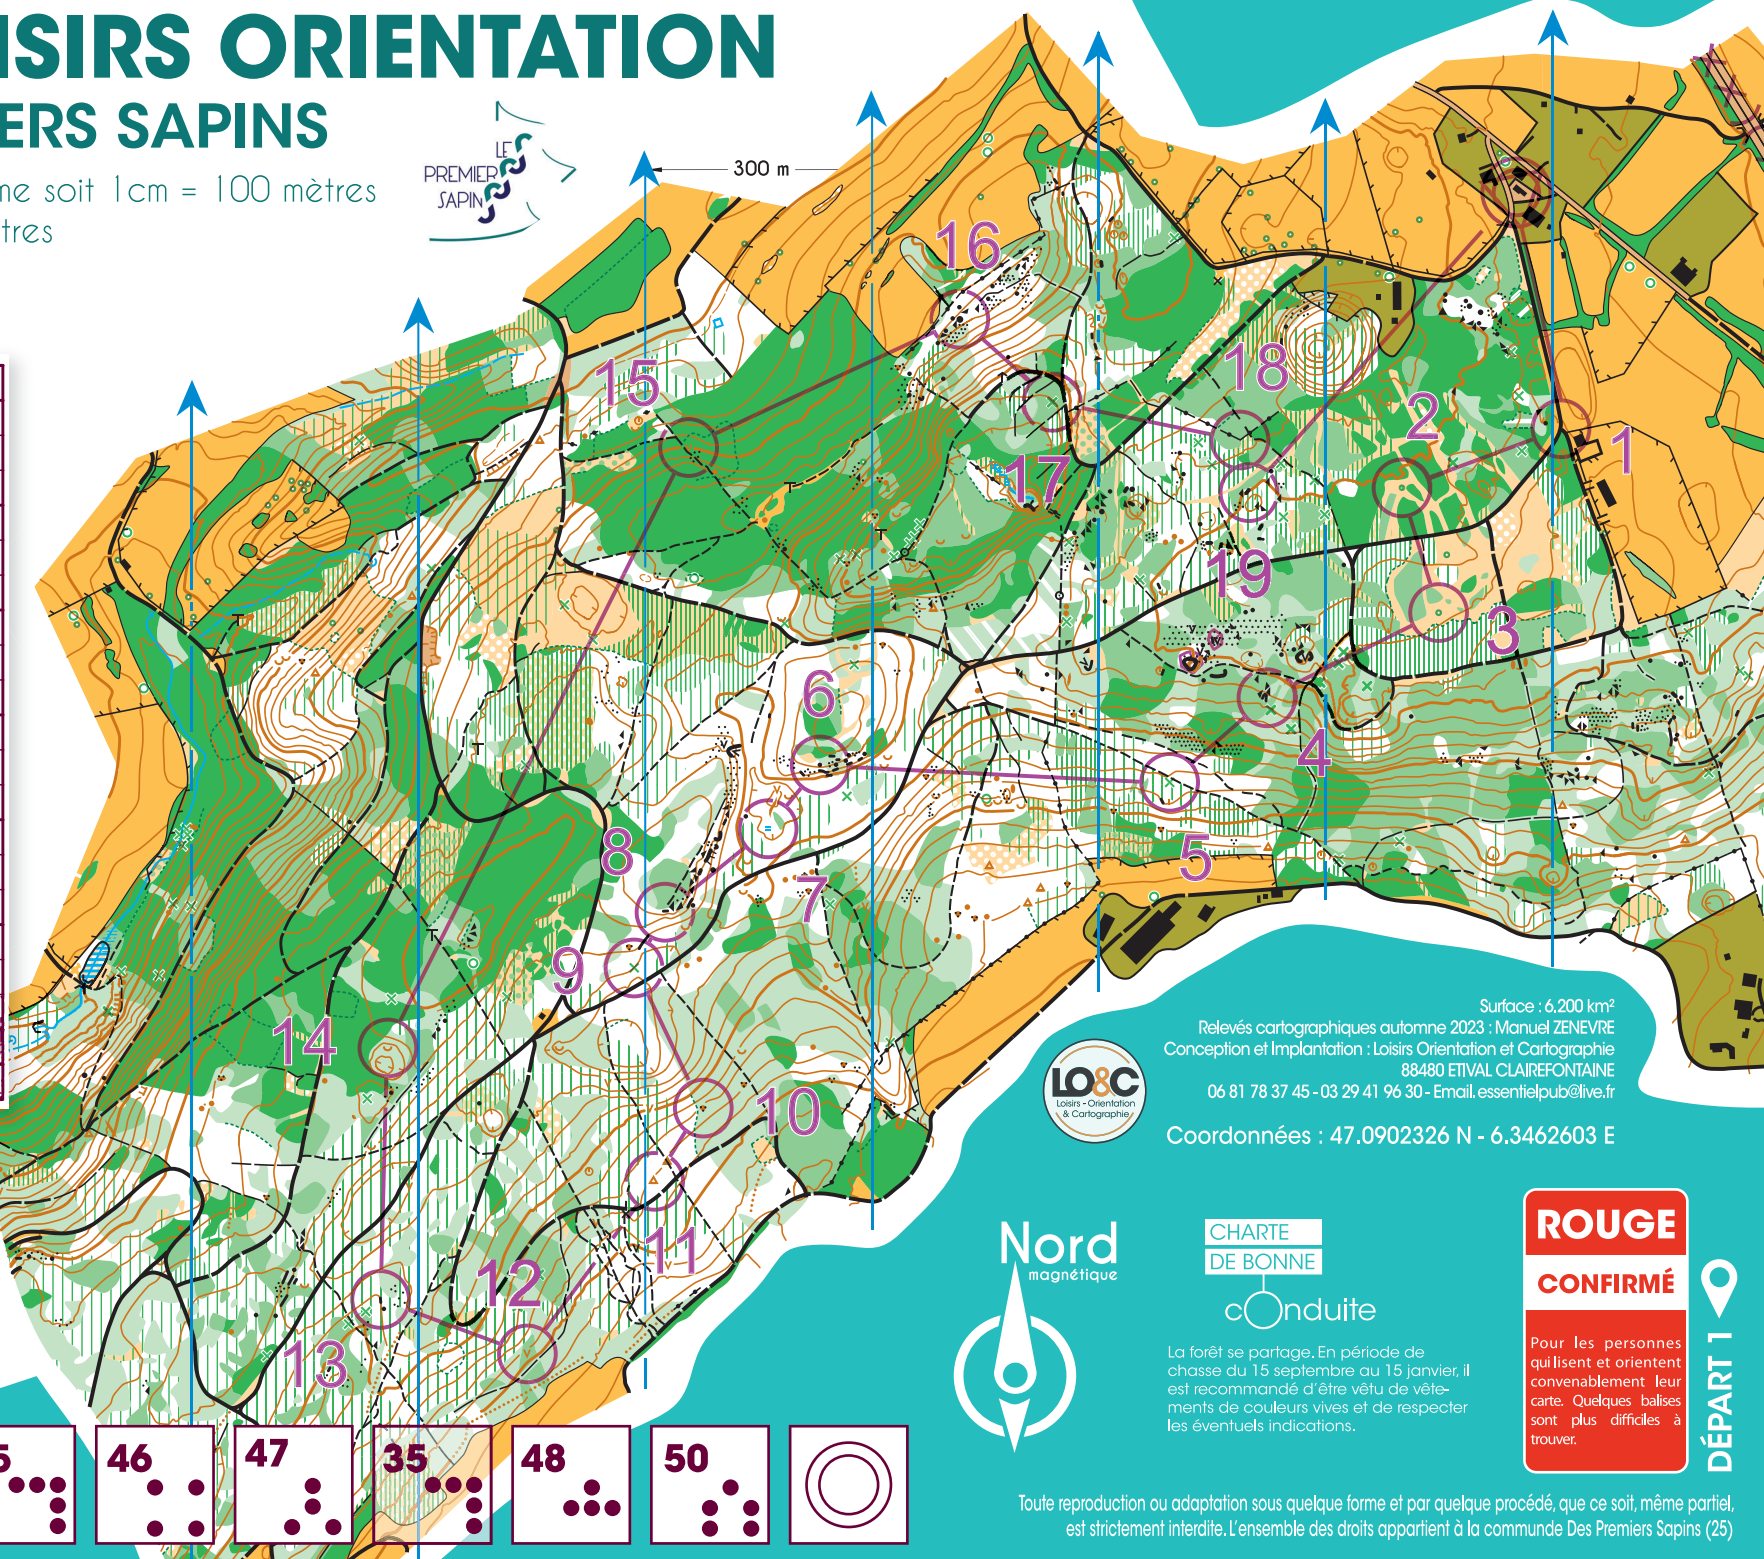 ISIRS ORIENTATION
ERS SAPINS
me soit 1cm = 100 mètres
tres
LES
PREMIERS
SAPINS
300 m
16
15
18
2
1
17
19
3
6
4
8
5
7
9
14
10
11
12
13
Surface : 6,200 km²
Relevés cartographiques automne 2023 : Manuel ZENEVRE
Conception et Implantation : Loisirs Orientation et Cartographie
88480 ETIVAL CLAIREFONTAINE
06 81 78 37 45 - 03 29 41 96 30 - Email. essentielpub@live.fr
LO&C
Loisirs - Orientation
& Cartographie
Coordonnées : 47.0902326 N - 6.3462603 E
Nord
magnétique
CHARTE
DE BONNE
cOnduite
La forêt se partage. En période de
chasse du 15 septembre au 15 janvier, il
est recommandé d'être vêtu de vête-
ments de couleurs vives et de respecter
les éventuels indications.
ROUGE
CONFIRMÉ
Pour les personnes
qui lisent et orientent
convenablement leur
carte. Quelques balises
sont plus difficiles à
trouver.
DÉPART 1
5
46
47
35
48
50
Toute reproduction ou adaptation sous quelque forme et par quelque procédé, que ce soit, même partiel,
est strictement interdite. L'ensemble des droits appartient à la commune Des Premiers Sapins (25)